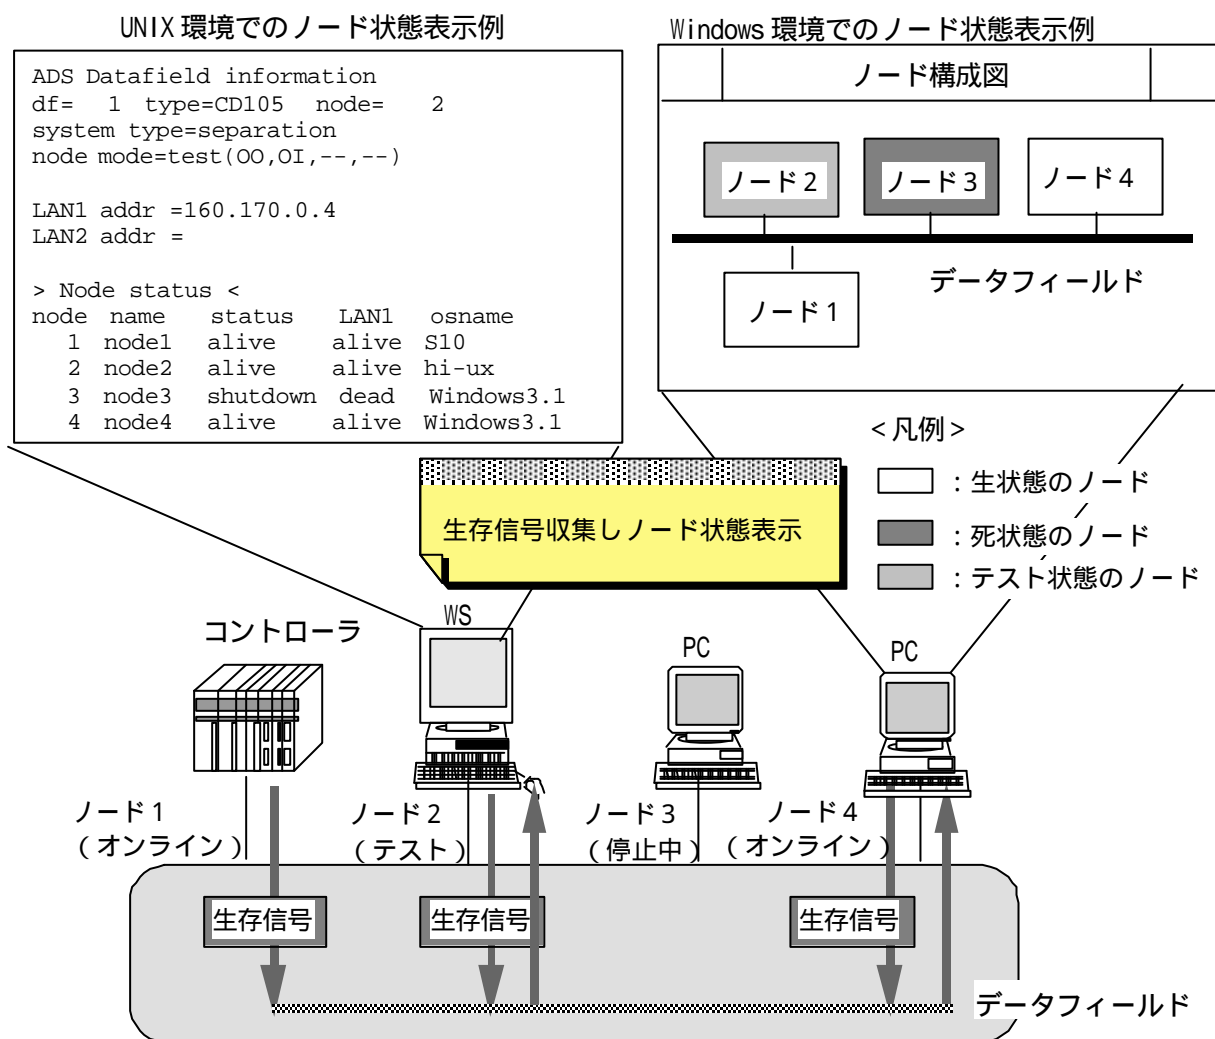 UNIX環境でのノード状態表示例
ADS Datafield information
df= 1 type=CD105 node= 2
system type=separation
node mode=test(OO,OI,--,--)
LAN1 addr =160.170.0.4
LAN2 addr =
> Node status <
node name status LAN1 osname
1 node1 alive alive S10
2 node2 alive alive hi-ux
3 node3 shutdown dead Windows3.1
4 node4 alive alive Windows3.1
Windows環境でのノード状態表示例
ノード構成図
ノード2
ノード3
ノード4
データフィールド
ノード1
<凡例>
:生状態のノード
:死状態のノード
:テスト状態のノード
生存信号収集しノード状態表示
コントローラ
WS
PC
PC
ノード1
(オンライン)
ノード2
(テスト)
ノード3
(停止中)
ノード4
(オンライン)
生存信号
生存信号
生存信号
データフィールド